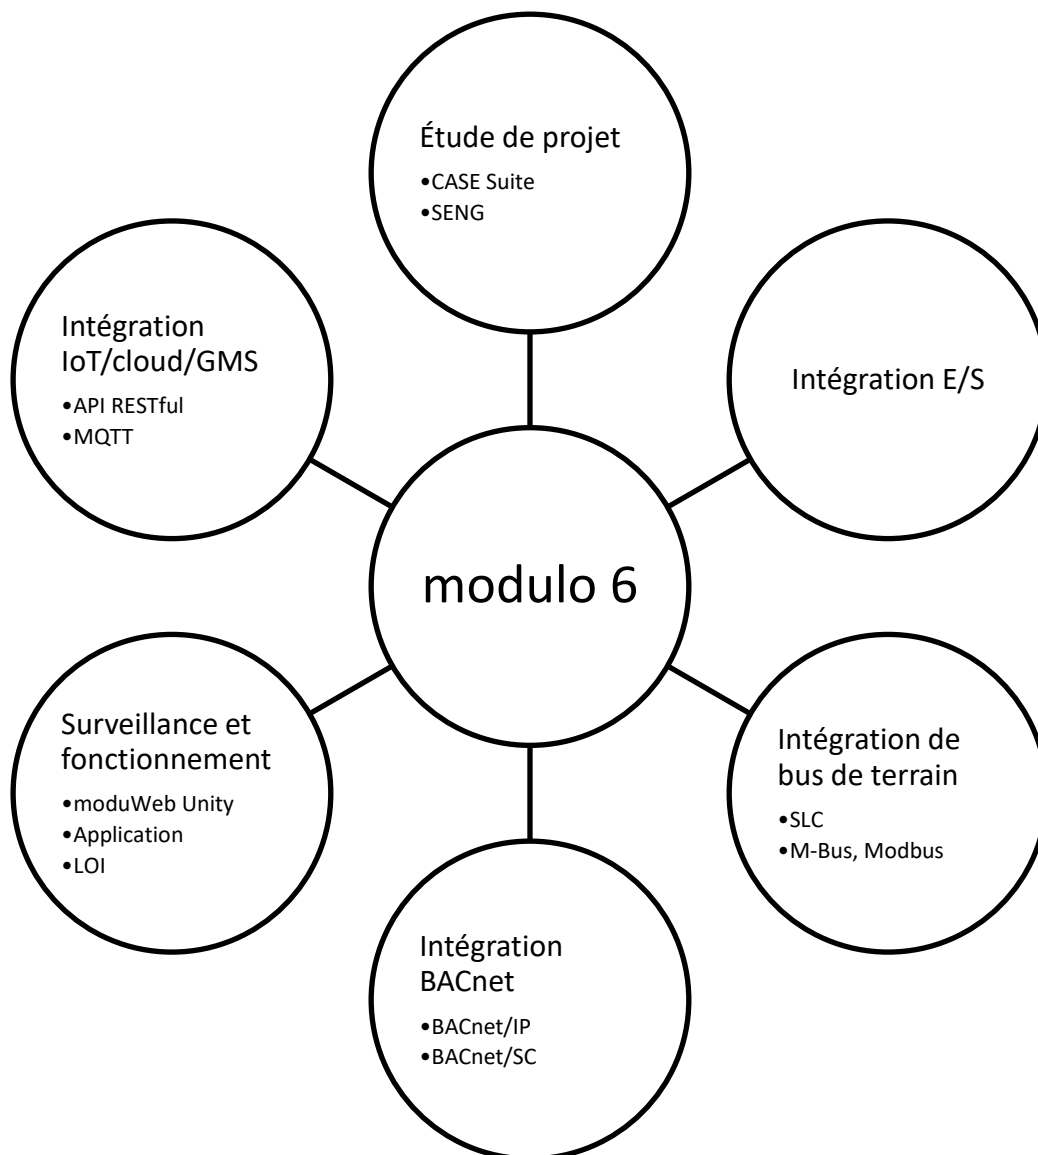 Étude de projet
•CASE Suite
•SENG
Intégration
IoT/cloud/GMS
•API RESTful
•MQTT
Intégration E/S
modulo 6
Surveillance et
fonctionnement
•moduWeb Unity
•Application
•LOI
Intégration de
bus de terrain
•SLC
•M-Bus, Modbus
Intégration
BACnet
•BACnet/IP
•BACnet/SC